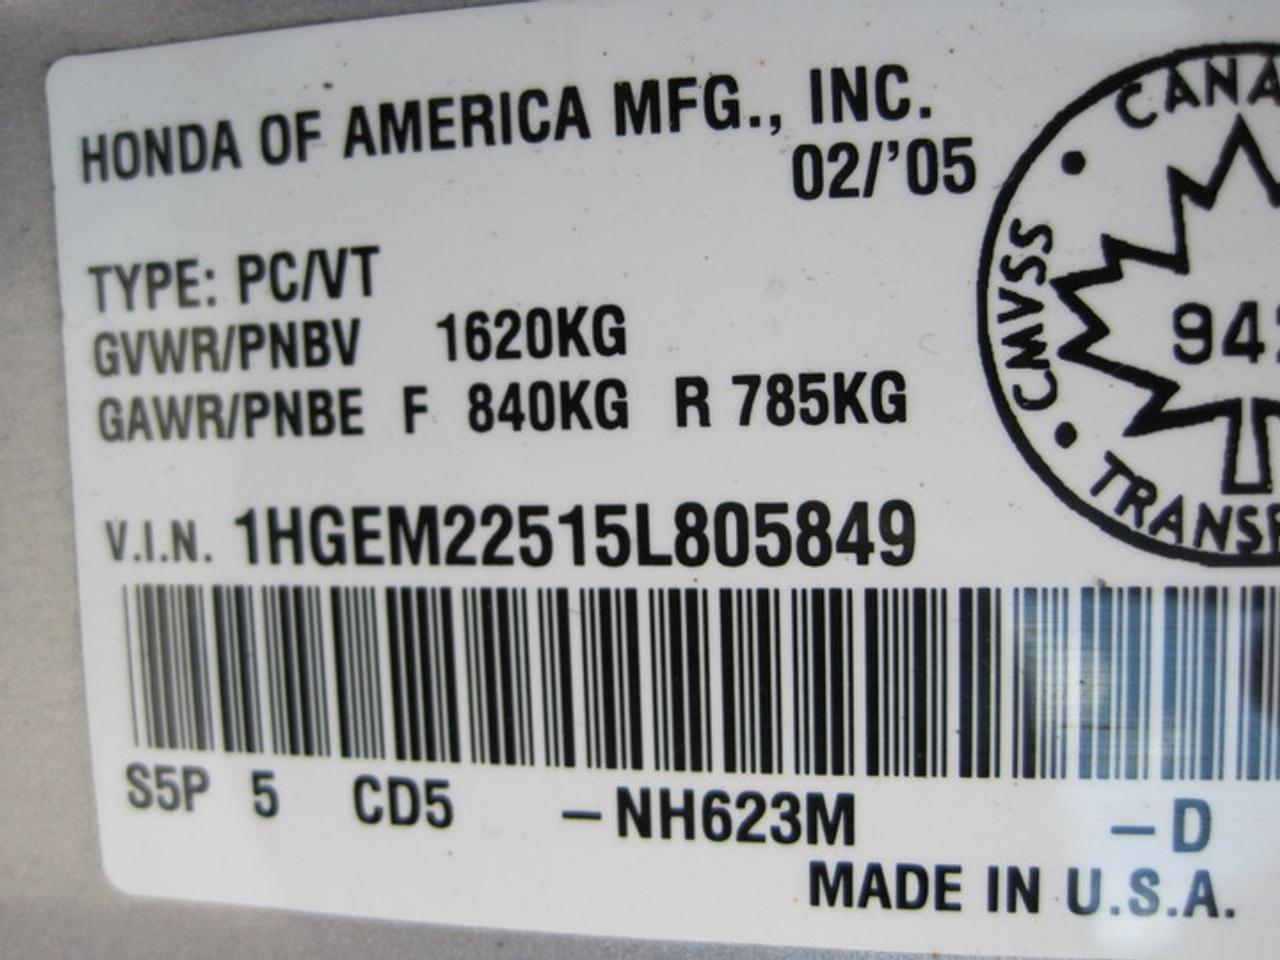 HONDA OF AMERICA MFG., INC.
02/'05
TYPE: PC/VT
GVWR/PNBV 1620KG
GAWR/PNBE F 840KG R 785KG
V.I.N. 1HGEM22515L805849
S5P 5 CD5 –NH623M –D
MADE IN U.S.A.
CMVSS